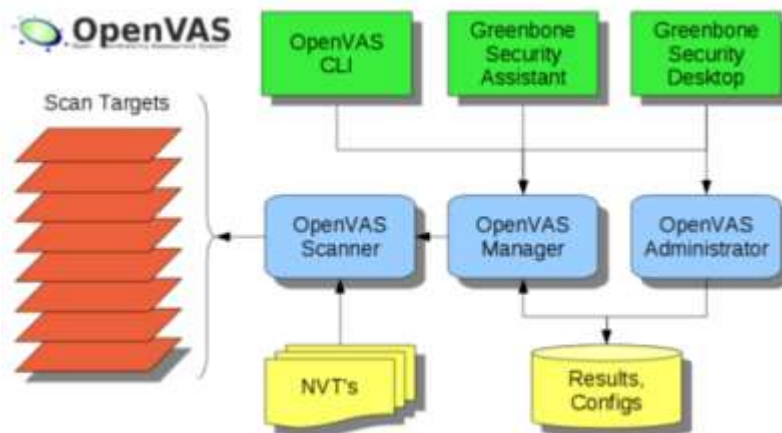 OpenVAS
OpenVAS
CLI
Greenbone
Security
Assistant
Greenbone
Security
Desktop
Scan Targets
OpenVAS
Scanner
OpenVAS
Manager
OpenVAS
Administrator
NVT's
Results,
Configs